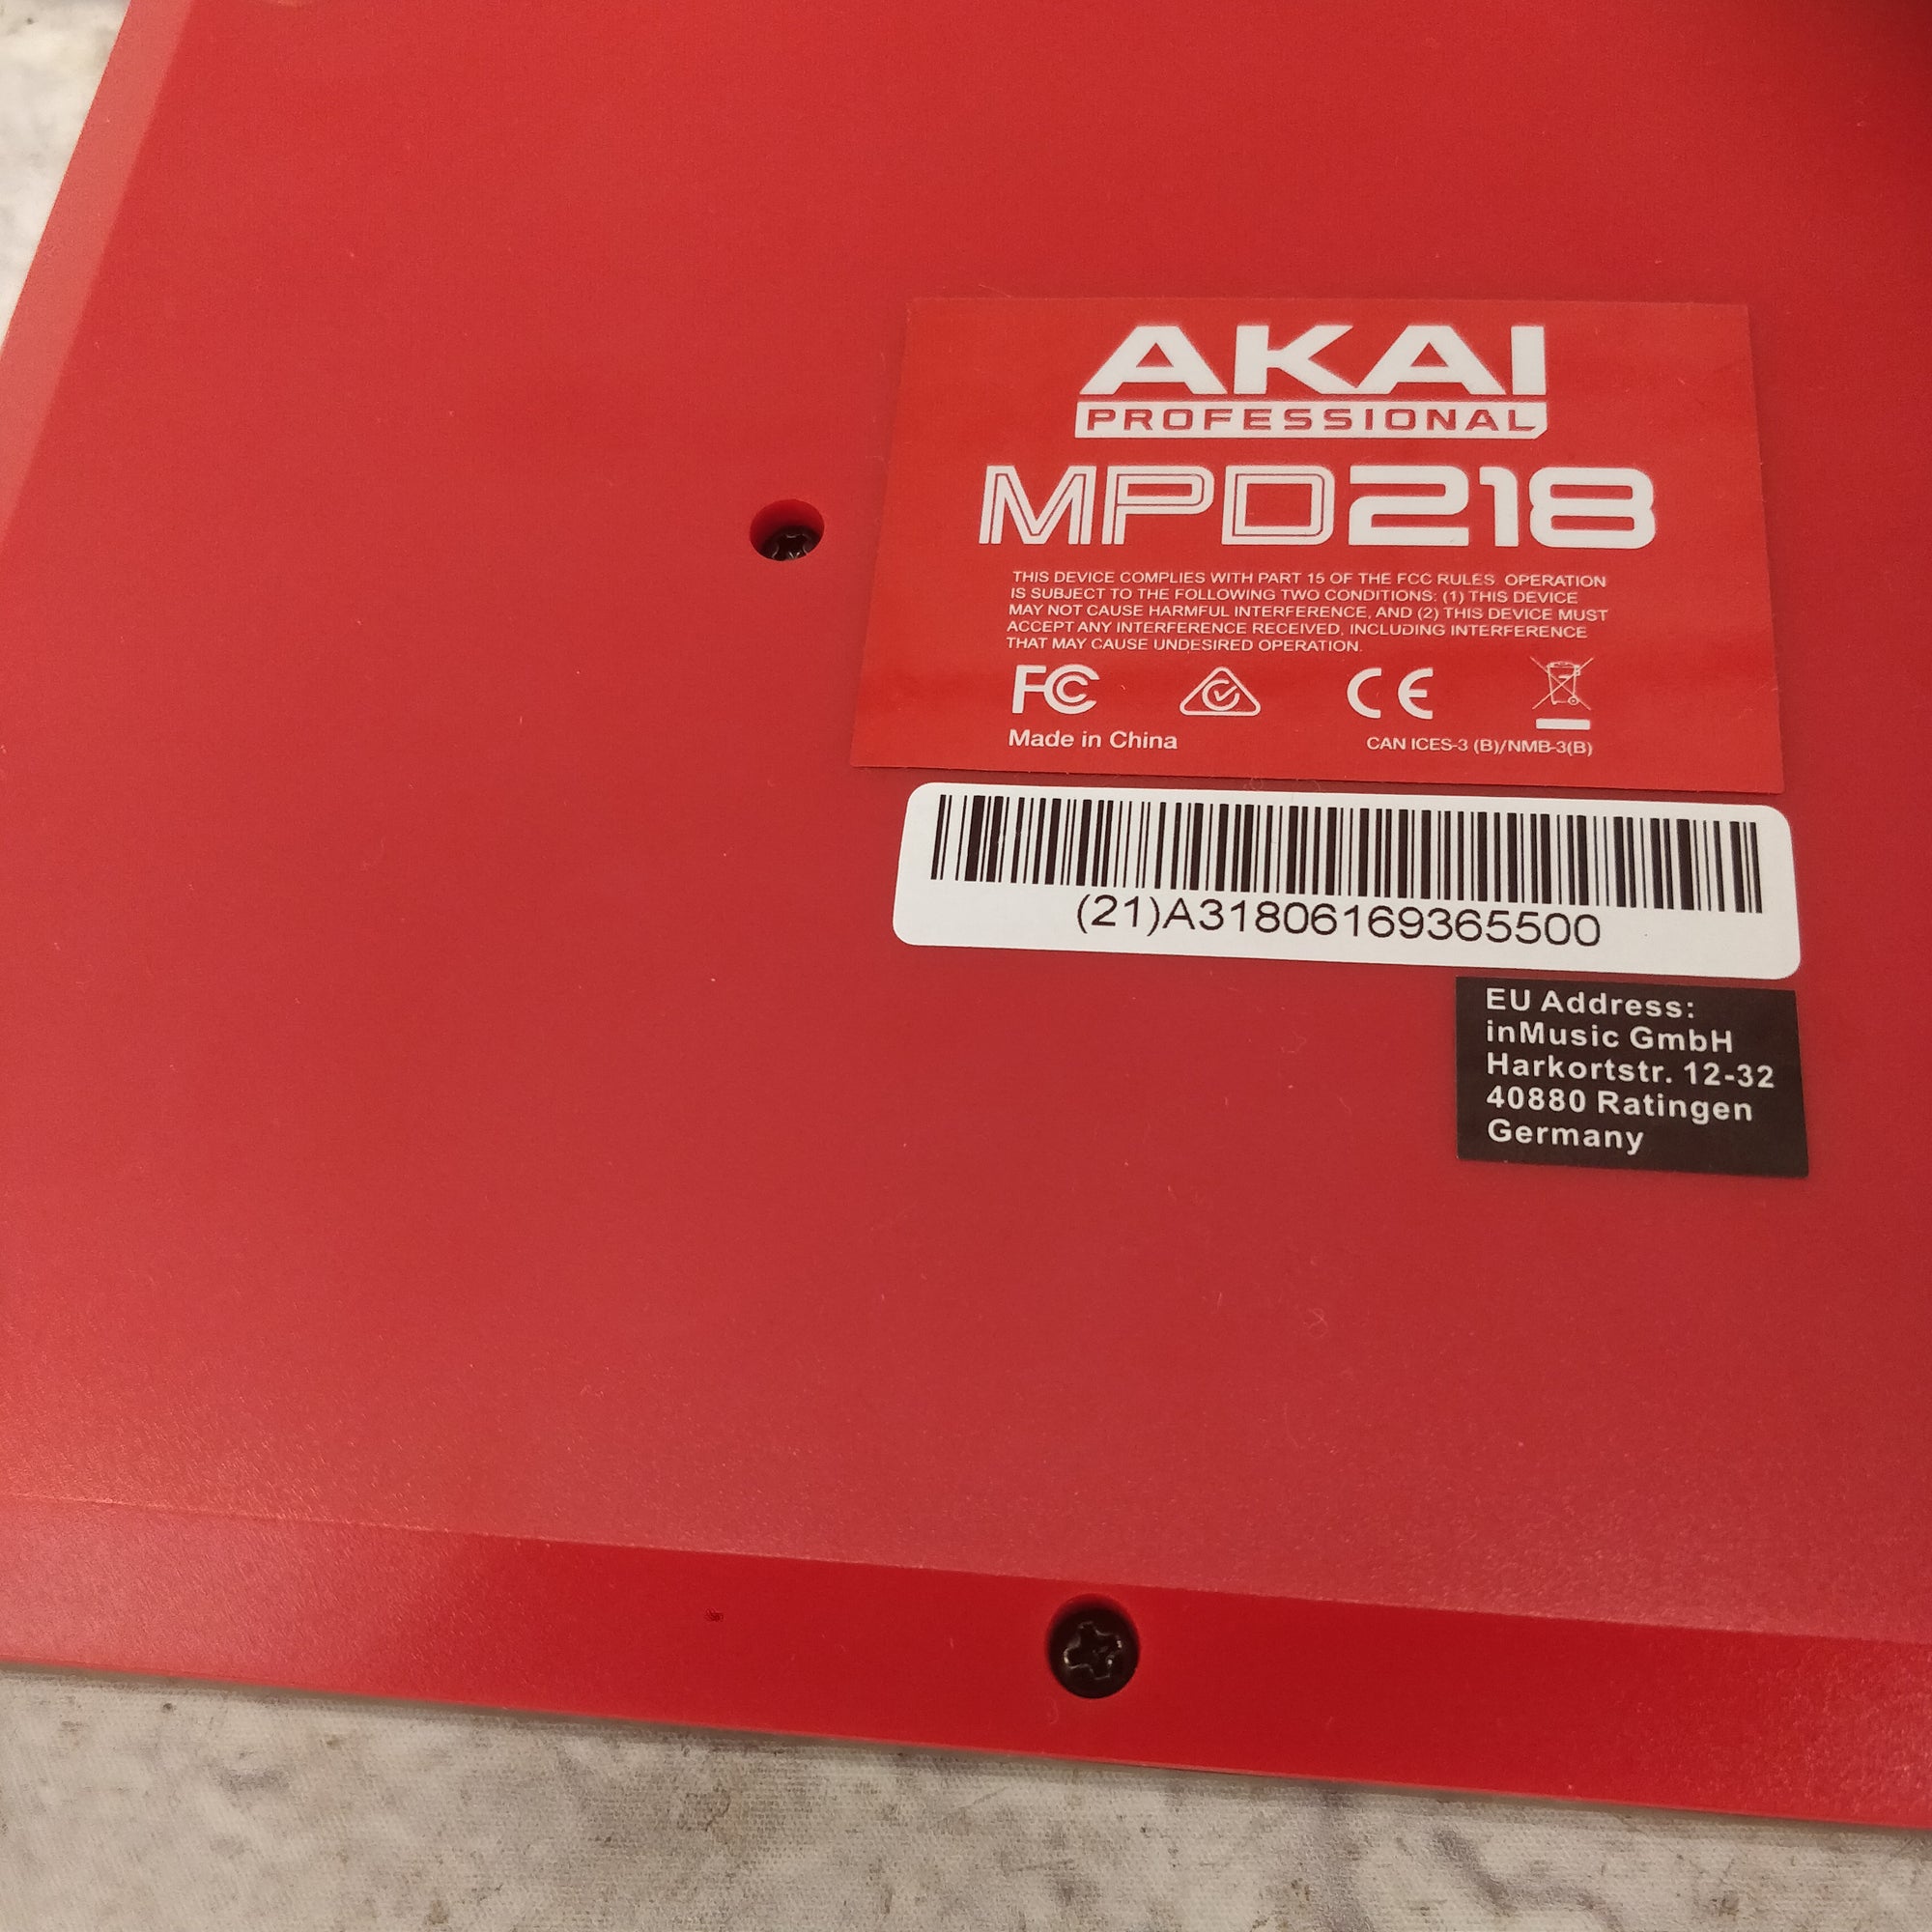 AKAI
PROFESSIONAL
MPD218
THIS DEVICE COMPLIES WITH PART 15 OF THE FCC RULES. OPERATION
IS SUBJECT TO THE FOLLOWING TWO CONDITIONS: (1) THIS DEVICE
MAY NOT CAUSE HARMFUL INTERFERENCE, AND (2) THIS DEVICE MUST
ACCEPT ANY INTERFERENCE RECEIVED, INCLUDING INTERFERENCE
THAT MAY CAUSE UNDESIRED OPERATION.
FC CE
Made in China CAN ICES-3 (B)/NMB-3(B)
(21)A31806169365500
EU Address:
inMusic GmbH
Harkortstr. 12-32
40880 Ratingen
Germany